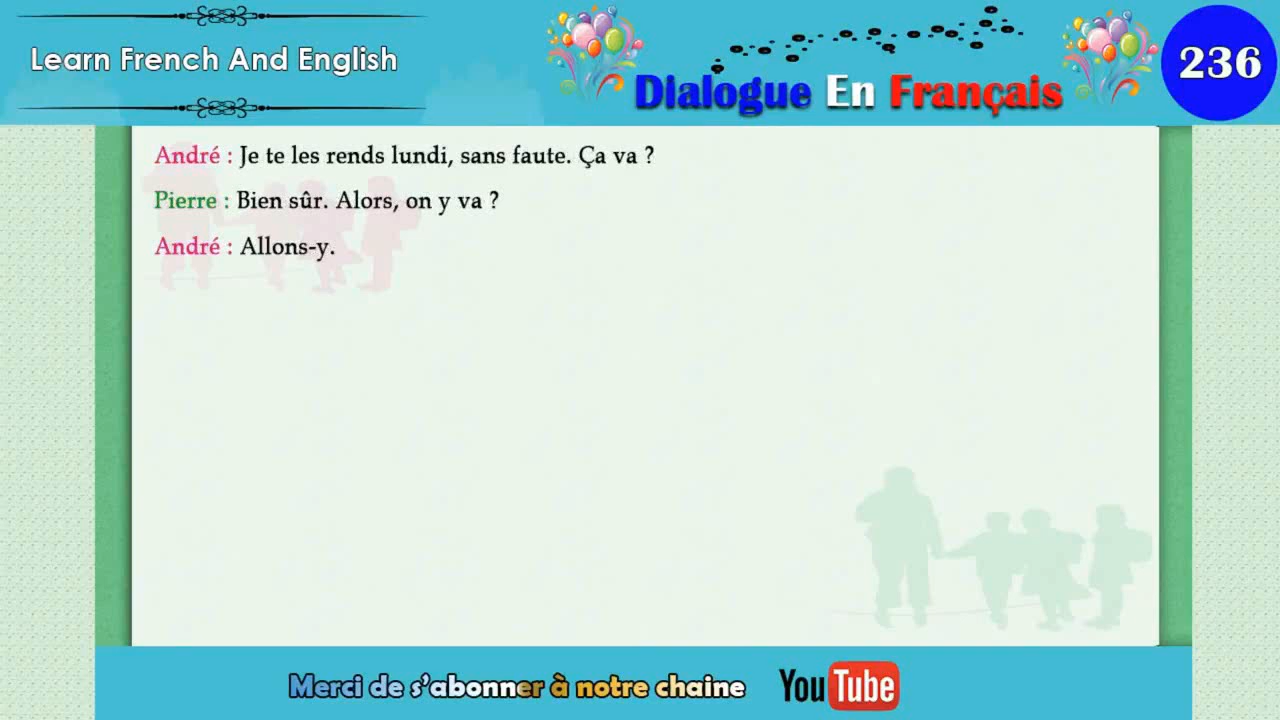 Learn French And English
Dialogue En Français
236
André : Je te les rends lundi, sans faute. Ça va ?
Pierre : Bien sûr. Alors, on y va ?
André : Allons-y.
Merci de s'abonner à notre chaine
YouTube